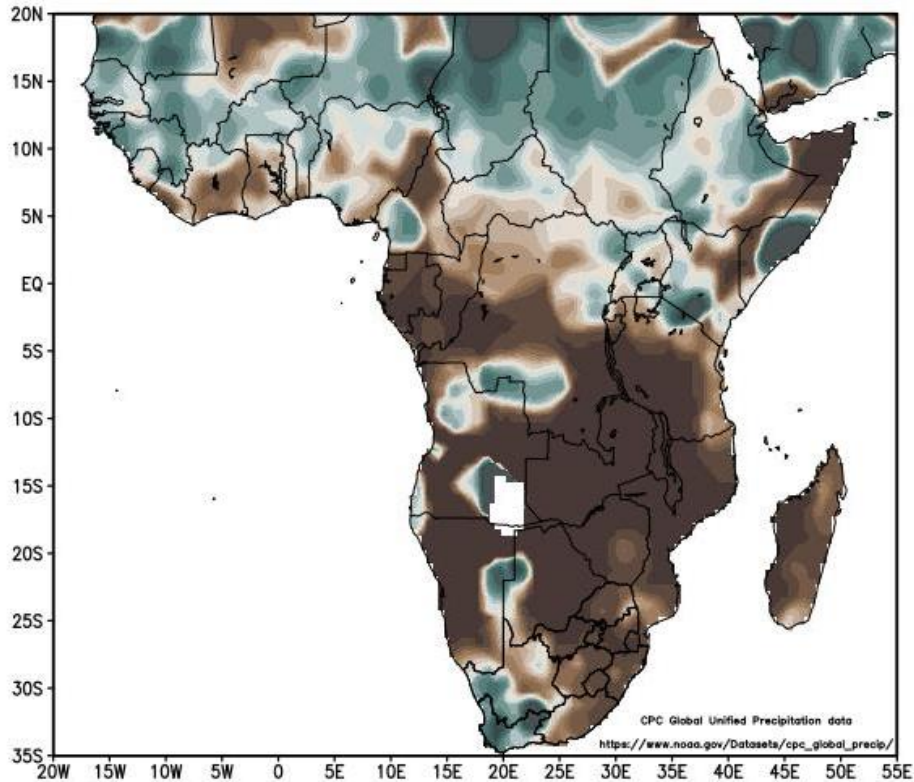 20N
15N
10N
5N
EQ
5S
10S
15S
20S
25S
30S
35S
CPC Global Unified Precipitation data
https://www.noaa.gov/Datasets/cpc_global_precip/
20W 15W 10W 5W 0 5E 10E 15E 20E 25E 30E 35E 40E 45E 50E 55E